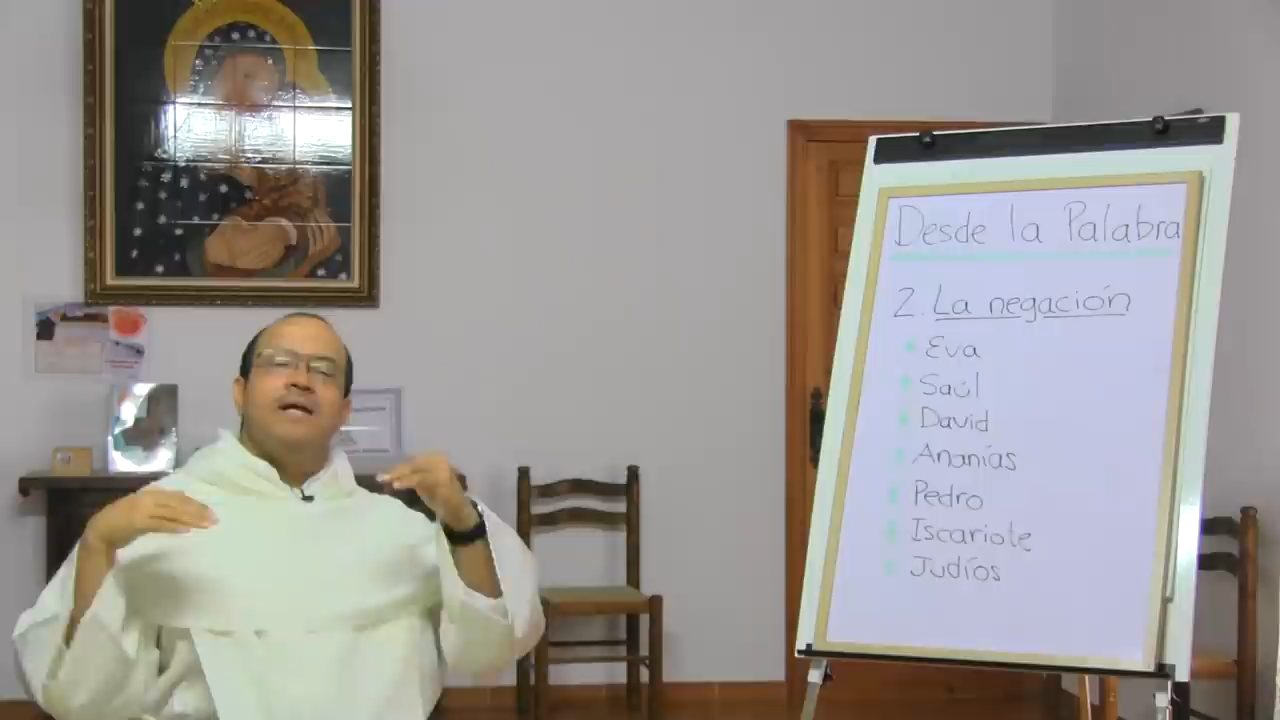 Desde la Palabra
2. La negación
Eva
Saúl
David
Ananías
Pedro
Iscariote
Judíos